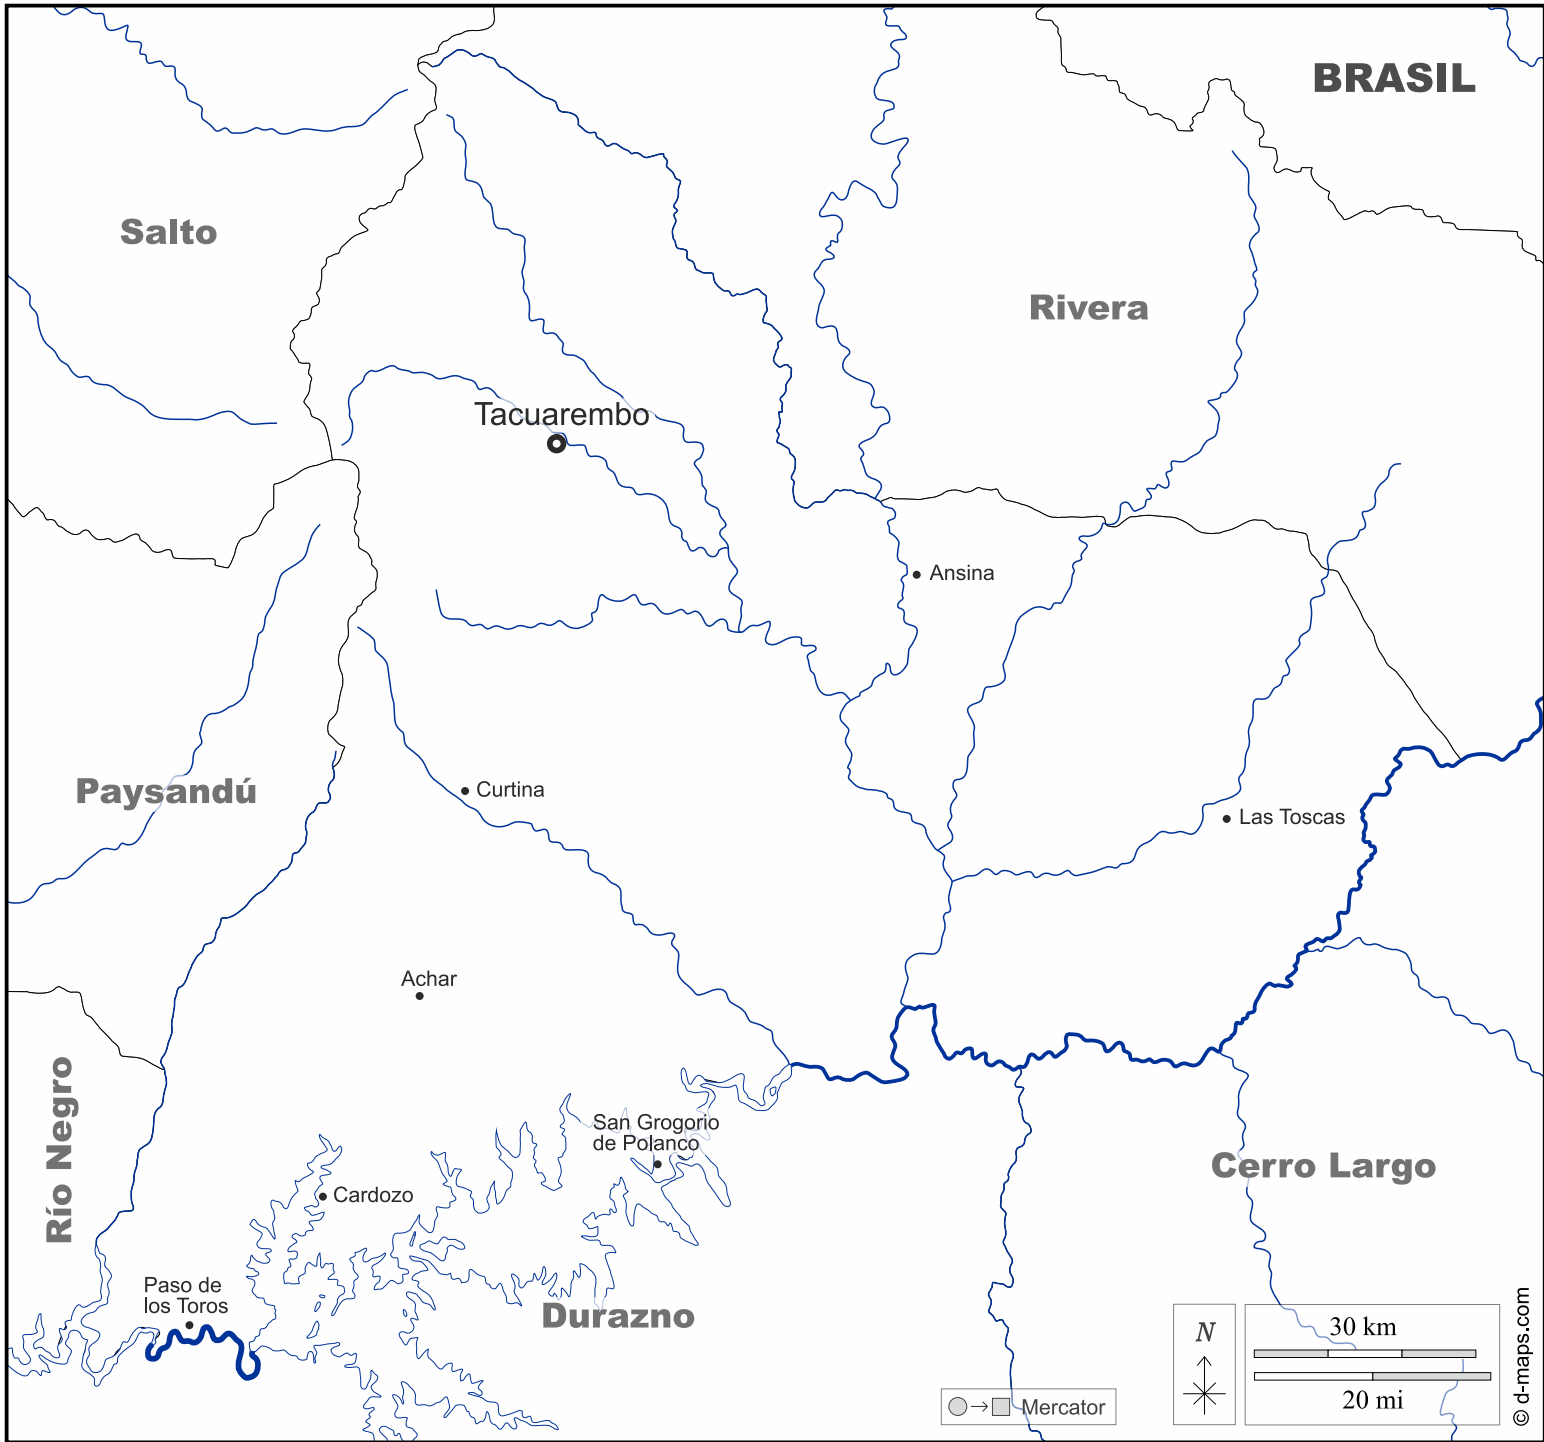 BRASIL
Salto
Rivera
Tacuarembo
Ansina
Paysandú
Curtina
Las Toscas
Achar
Río Negro
San Grogorio
de Polanco
Cerro Largo
Cardozo
Paso de
los Toros
Durazno
N
30 km
20 mi
Mercator
© d-maps.com